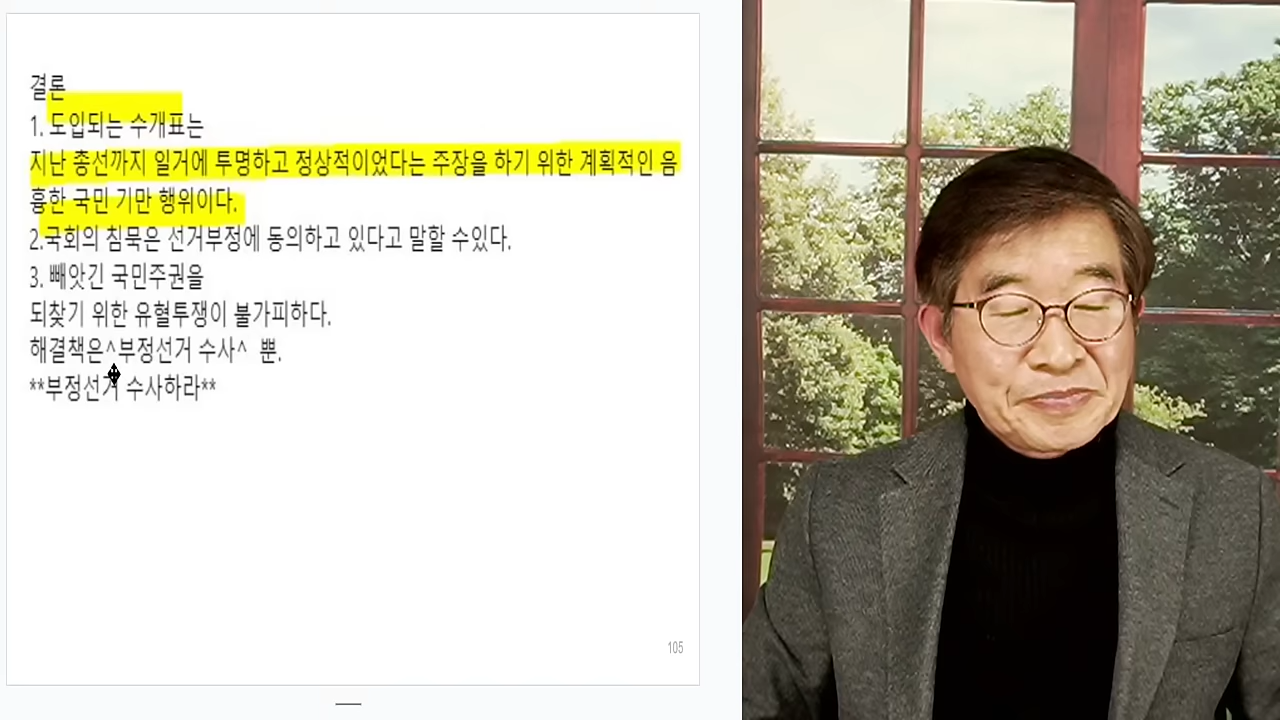 결론
1. 도입되는 수개표는
지난 총선까지 일거에 투명하고 정상적이었다는 주장을 하기 위한 계획적인 음
흉한 국민 기만 행위이다.
2.국회의 침묵은 선거부정에 동의하고 있다고 말할 수있다.
3. 빼앗긴 국민주권을
되찾기 위한 유혈투쟁이 불가피하다.
해결책은^부정선거 수사^ 뿐.
**부정선거 수사하라**
105